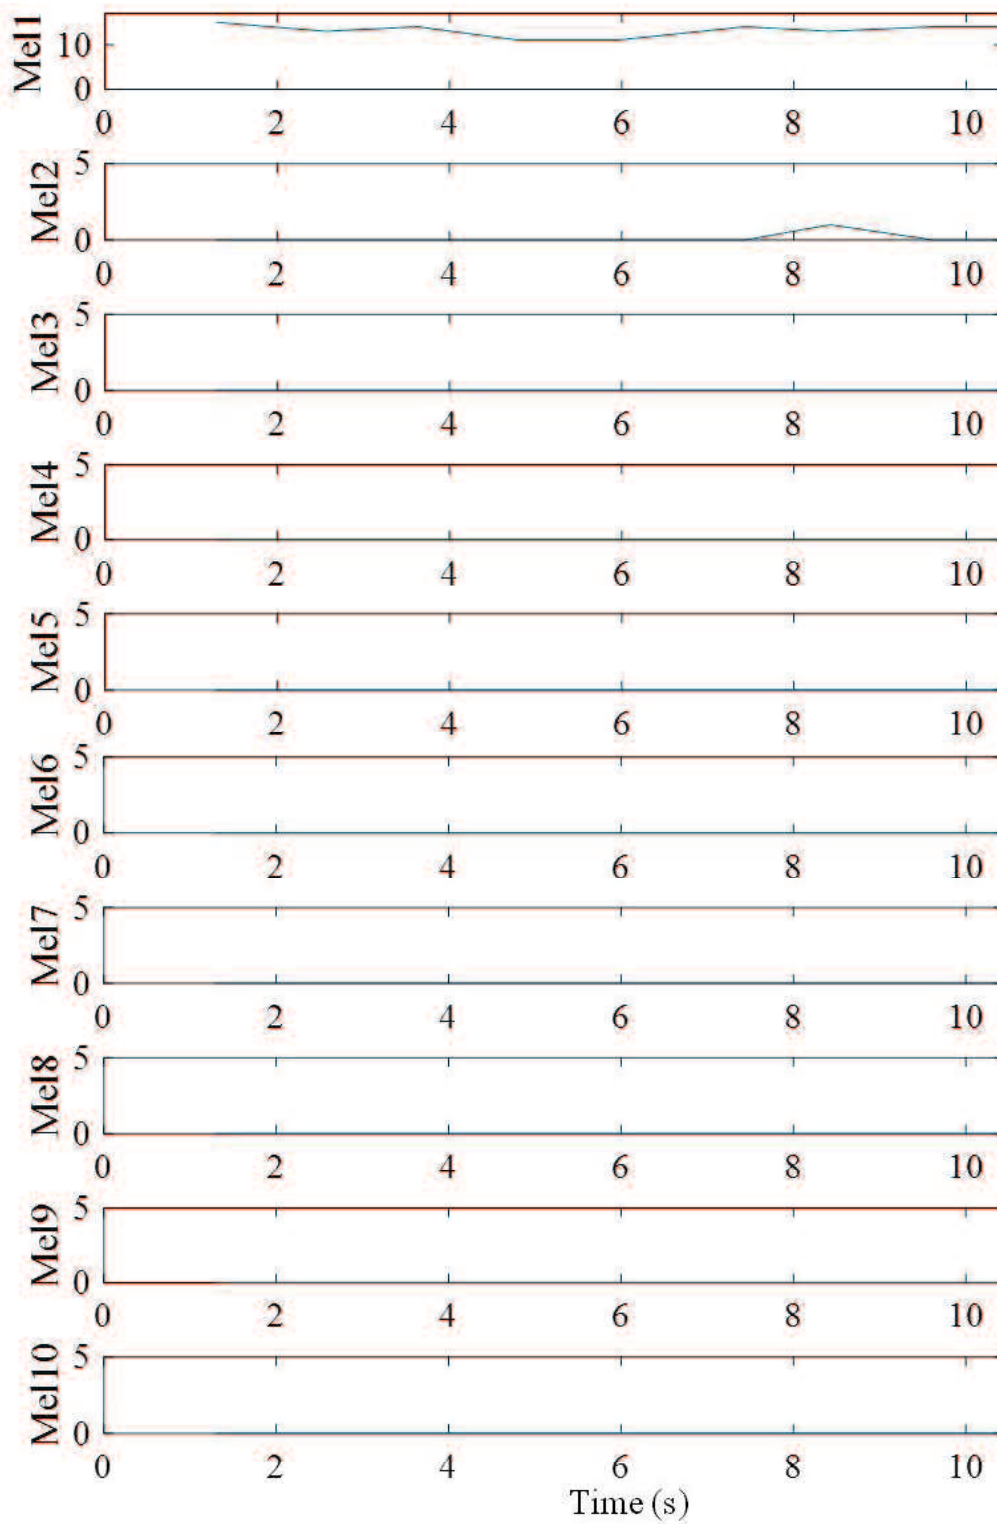 Mel1 10 0
0 2 4 6 8 10
Mel2 5 0
0 2 4 6 8 10
Mel3 5 0
0 2 4 6 8 10
Mel4 5 0
0 2 4 6 8 10
Mel5 5 0
0 2 4 6 8 10
Mel6 5 0
0 2 4 6 8 10
Mel7 5 0
0 2 4 6 8 10
Mel8 5 0
0 2 4 6 8 10
Mel9 5 0
0 2 4 6 8 10
Mel10 5 0
0 2 4 6 8 10
Time (s)